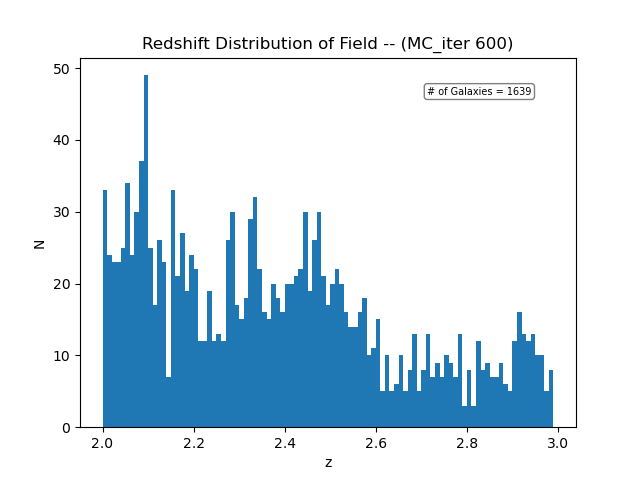 Redshift Distribution of Field -- (MC_iter 600)
# of Galaxies = 1639
50
40
30
20
10
0
N
2.0 2.2 2.4 2.6 2.8 3.0
z